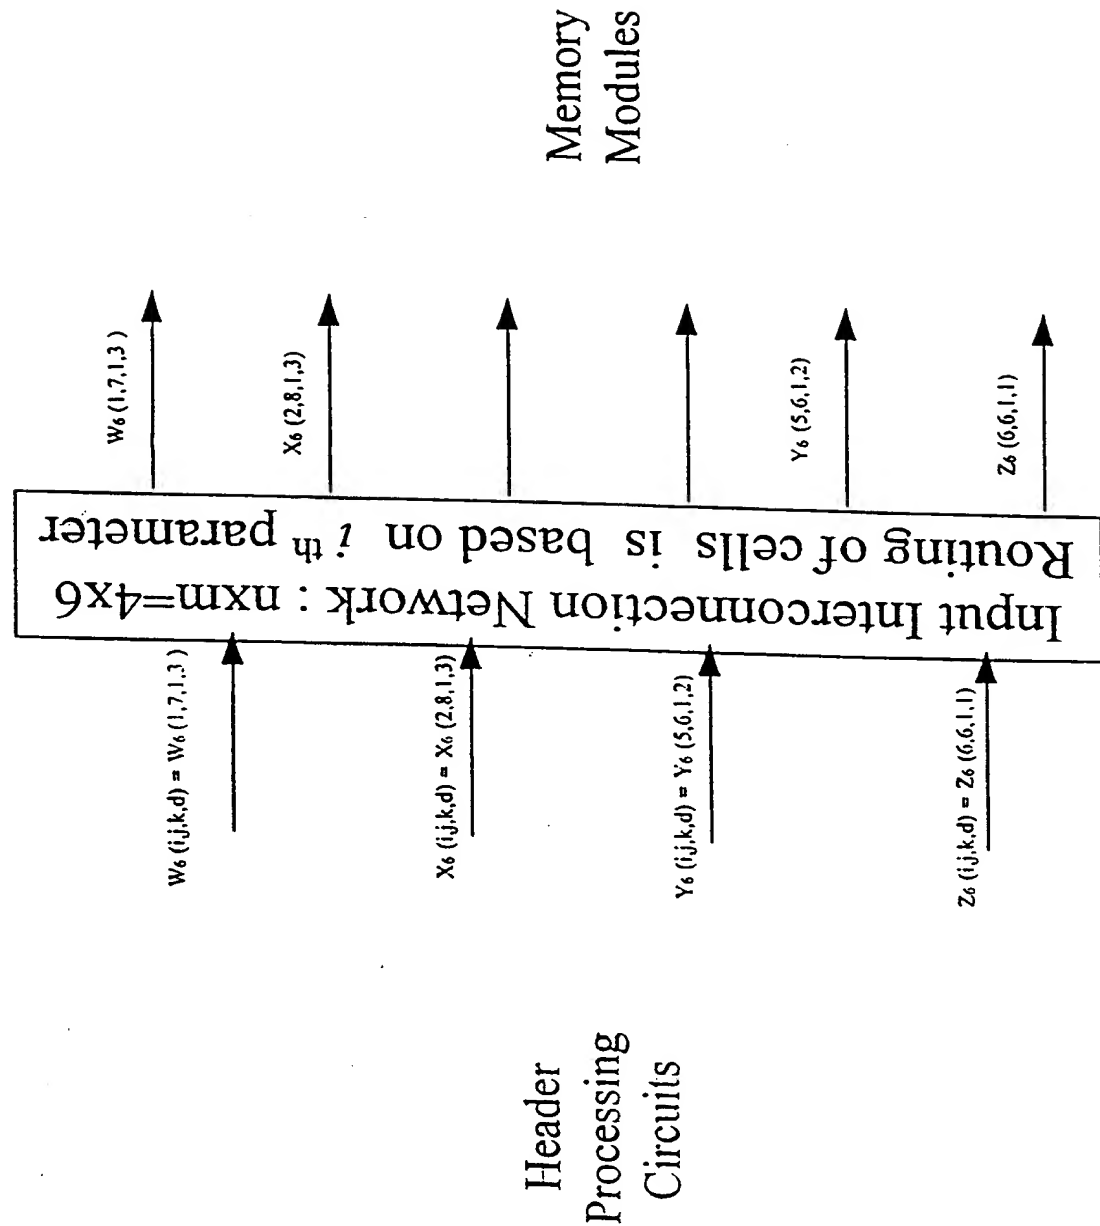 Header
Processing
Circuits
W6 (i,j,k,d) = W6 (1,7,1,3 )
X6 (i,j,k,d) = X6 (2,8,1,3)
Y6 (i,j,k,d) = Y6 (5,6,1,2)
Z6 (i,j,k,d) = Z6 (6,6,1,1)
Input Interconnection Network : nxm=4x6
Routing of cells is based on i th parameter
W6 (1,7,1,3 )
X6 (2,8,1,3)
Y6 (5,6,1,2)
Z6 (6,6,1,1)
Memory
Modules